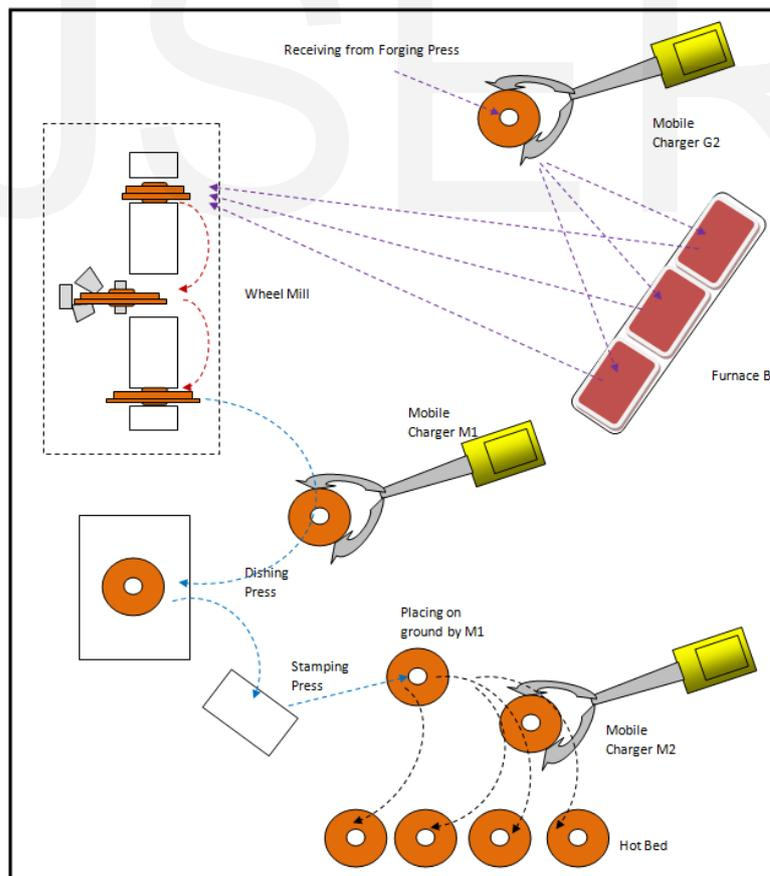 USER
Receiving from Forging Press
Mobile
Charger G2
Wheel Mill
Furnace B
Mobile
Charger M1
Dishing
Press
Placing on
ground by M1
Stamping
Press
Mobile
Charger M2
Hot Bed